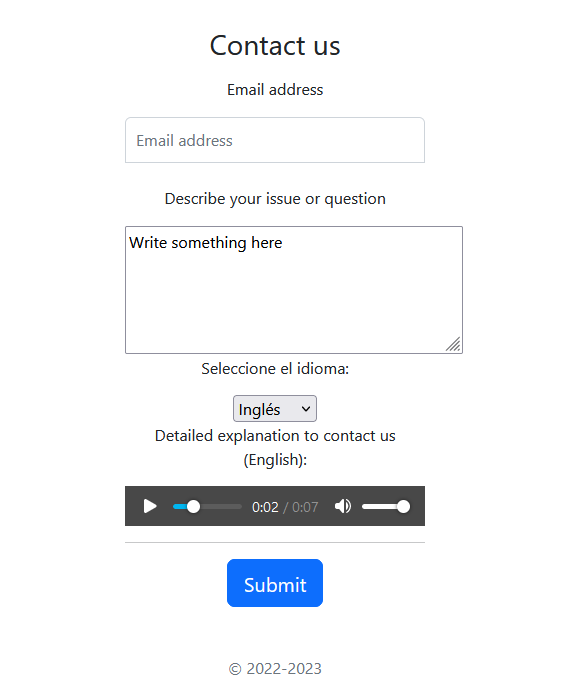 Contact us
Email address
Email address
Describe your issue or question
Write something here
Seleccione el idioma:
Inglés
Detailed explanation to contact us
(English):
0:02 / 0:07
Submit
© 2022-2023